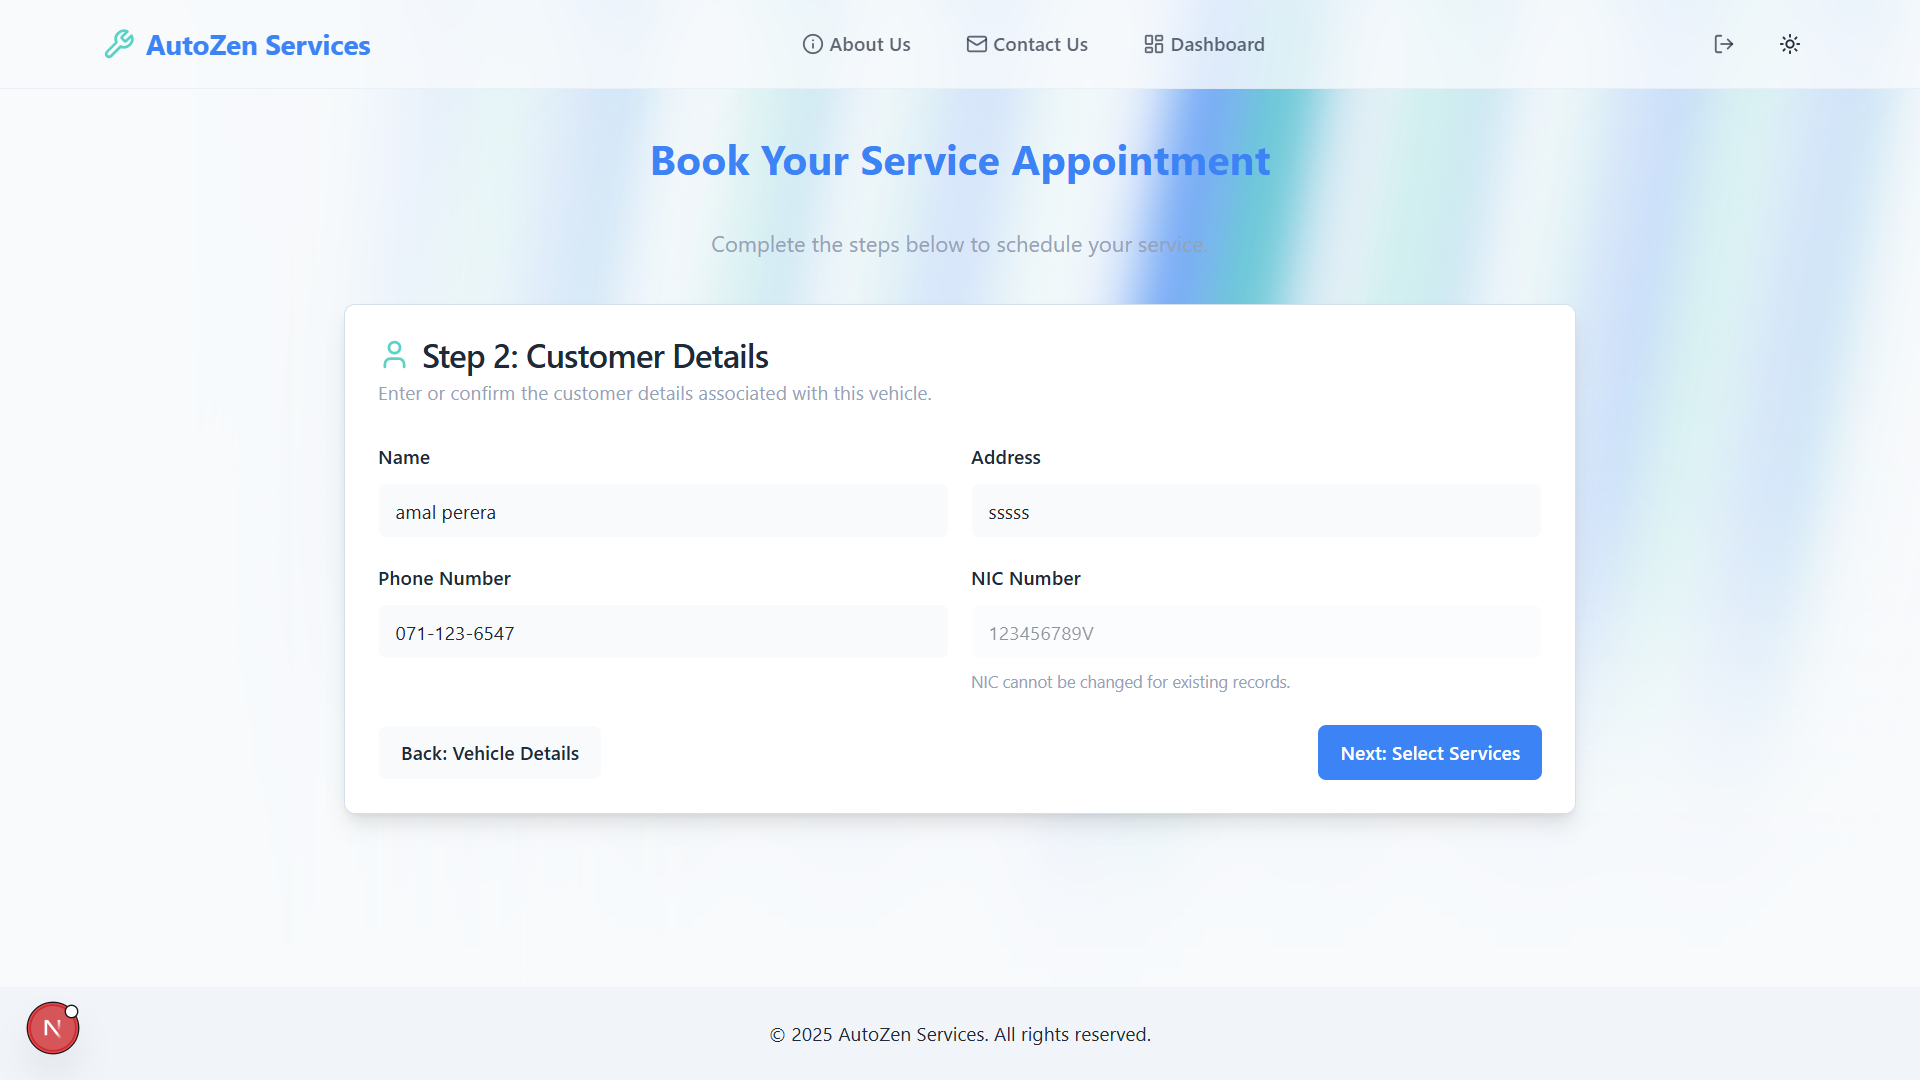 AutoZen Services
About Us
Contact Us
Dashboard
Book Your Service Appointment
Complete the steps below to schedule your service.
Step 2: Customer Details
Enter or confirm the customer details associated with this vehicle.
Name
Address
amal perera
sssss
Phone Number
NIC Number
071-123-6547
123456789V
NIC cannot be changed for existing records.
Back: Vehicle Details
Next: Select Services
N
© 2025 AutoZen Services. All rights reserved.